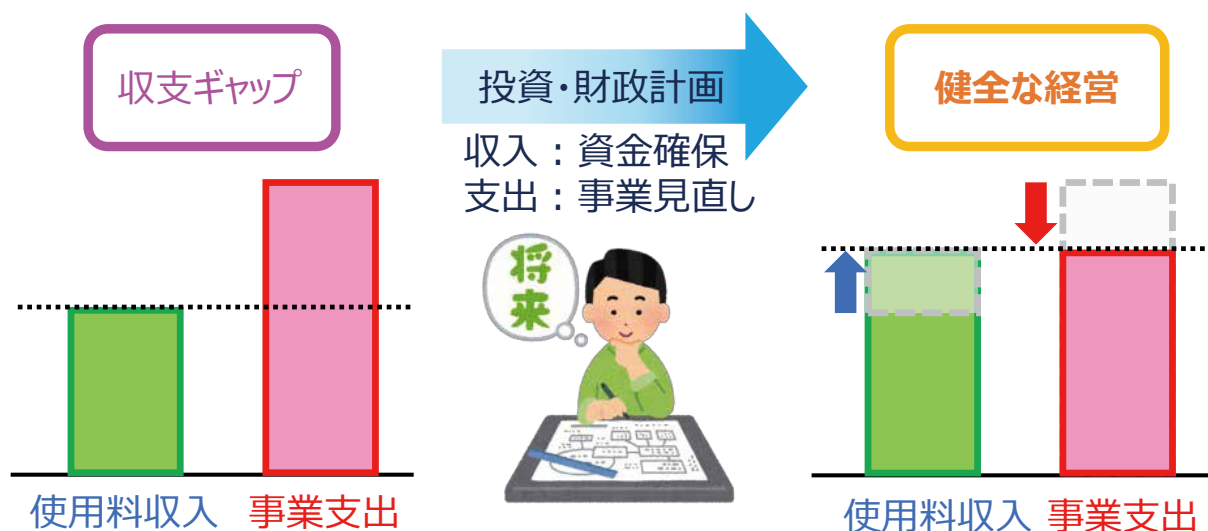 収支ギャップ
投資・財政計画
収入：資金確保
支出：事業見直し
健全な経営
将来
使用料収入
事業支出
使用料収入
事業支出